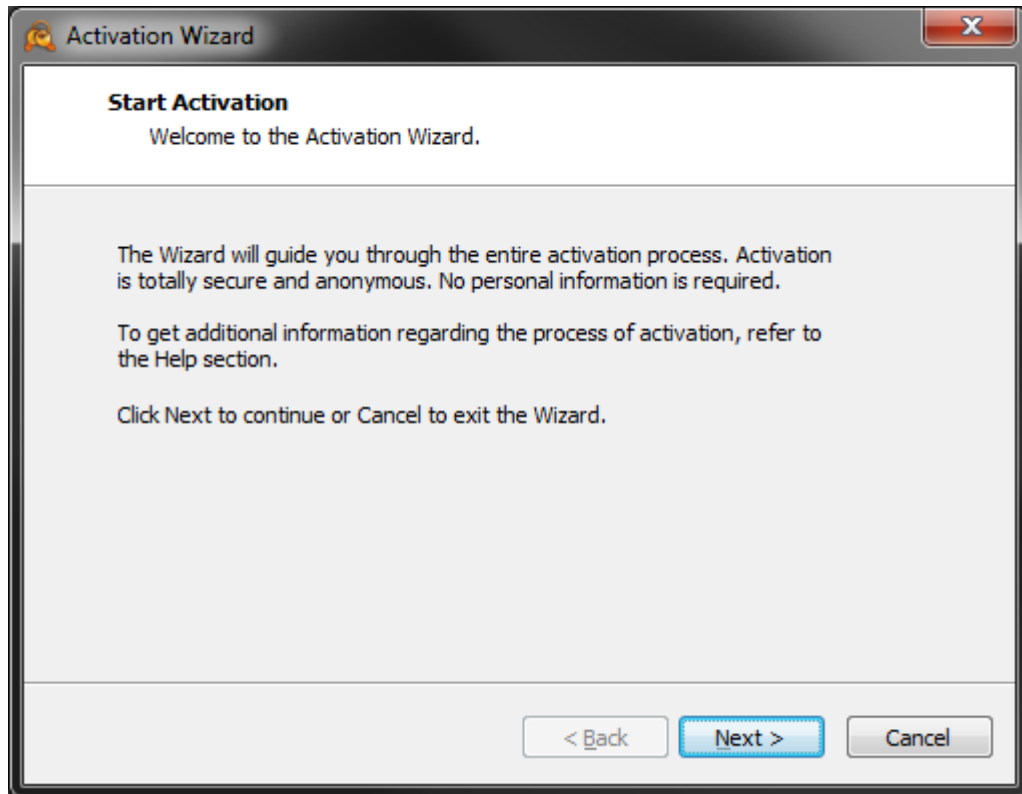 Activation Wizard
Start Activation
Welcome to the Activation Wizard.
The Wizard will guide you through the entire activation process. Activation
is totally secure and anonymous. No personal information is required.
To get additional information regarding the process of activation, refer to
the Help section.
Click Next to continue or Cancel to exit the Wizard.
< Back Next > Cancel